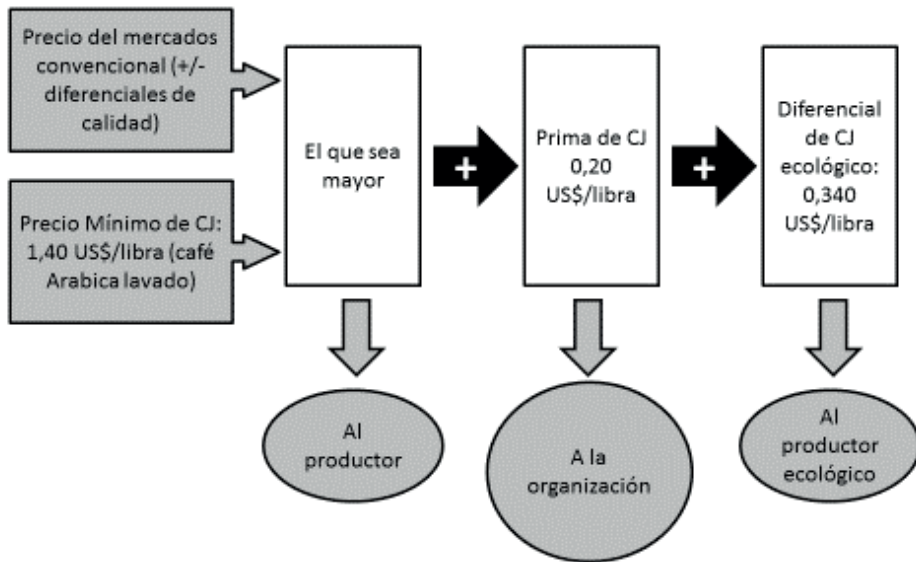 Precio del mercados
convencional (+/-
diferenciales de
calidad)
Precio Mínimo de CJ:
1,40 US$/libra (café
Arabica lavado)
El que sea
mayor
+
Prima de CJ
0,20
US$/libra
+
Diferencial
de CJ
ecológico:
0,340
US$/libra
Al
productor
A la
organización
Al
productor
ecológico